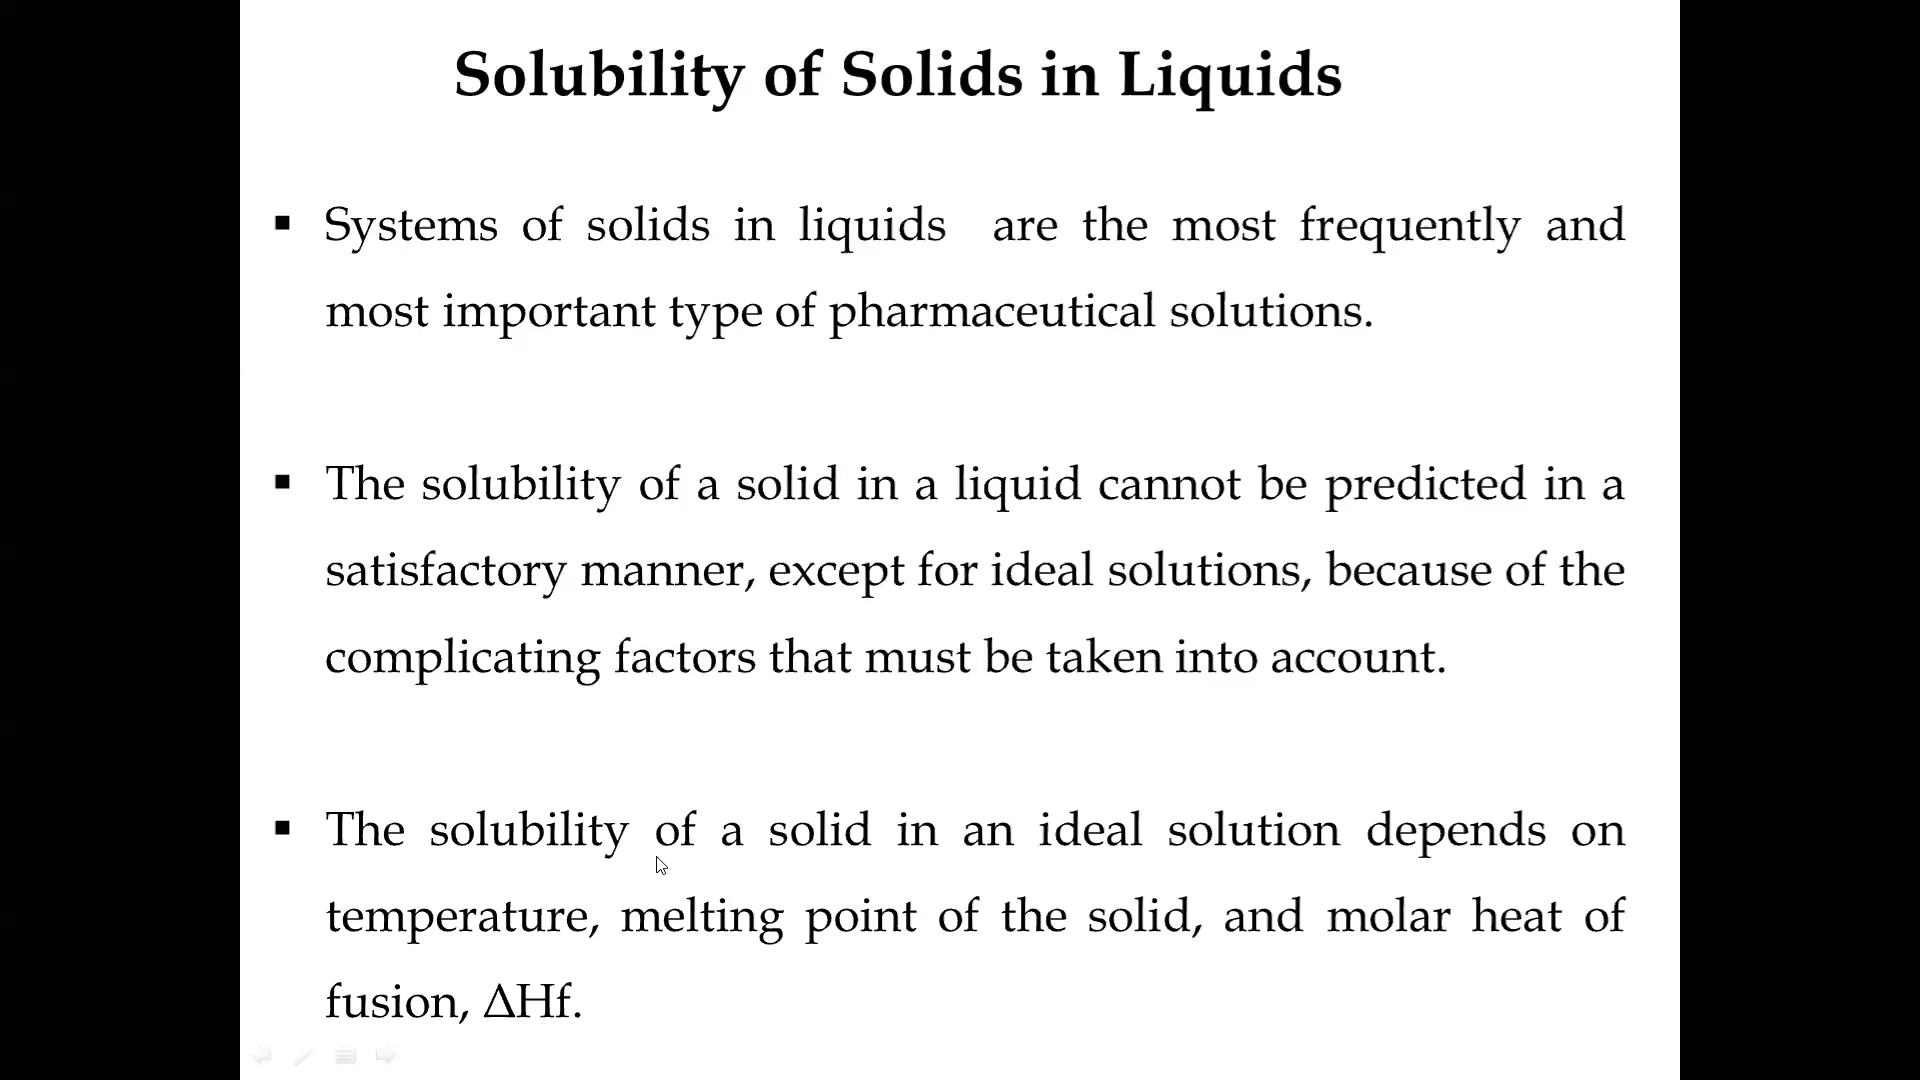 Solubility of Solids in Liquids
▪ Systems of solids in liquids are the most frequently and
most important type of pharmaceutical solutions.
▪ The solubility of a solid in a liquid cannot be predicted in a
satisfactory manner, except for ideal solutions, because of the
complicating factors that must be taken into account.
▪ The solubility of a solid in an ideal solution depends on
temperature, melting point of the solid, and molar heat of
fusion, ΔHf.